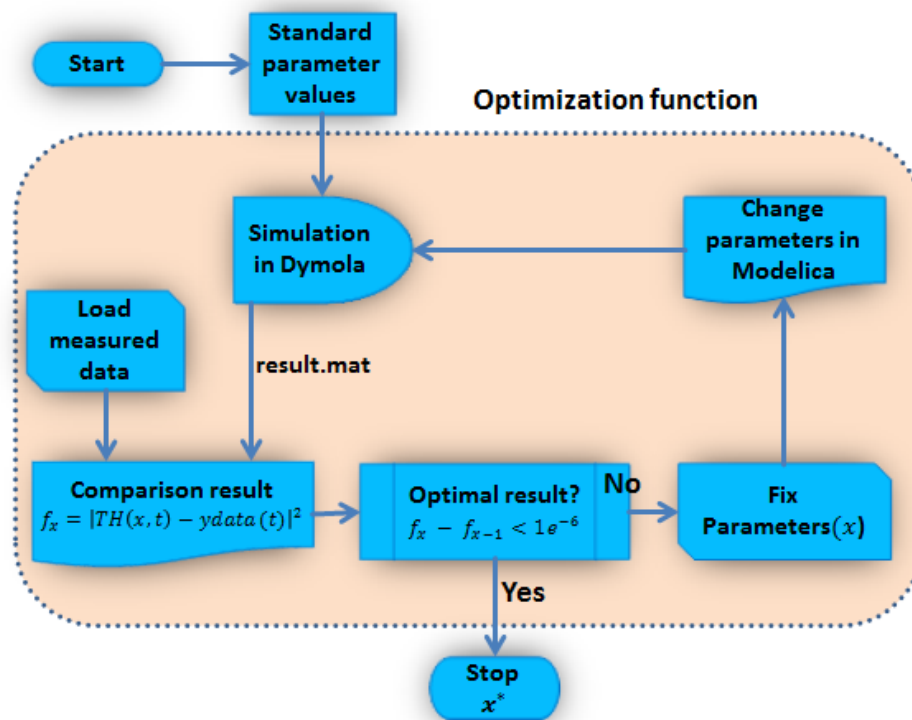 Start
Standard
parameter
values
Optimization function
Simulation
in Dymola
Change
parameters in
Modelica
Load
measured
data
result.mat
Comparison result
$f_x = |TH(x,t) - ydata(t)|^2$
Optimal result?
$f_x - f_{x-1} < 1e^{-6}$
No
Fix
Parameters(x)
Yes
Stop
x*